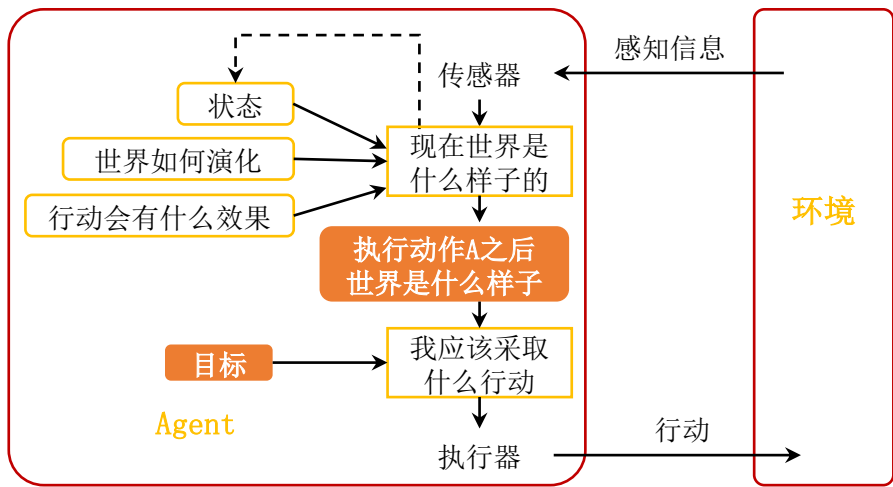 感知信息
传感器
状态
世界如何演化
行动会有什么效果
现在世界是
什么样子的
环境
执行动作A之后
世界是什么样子
目标
我应该采取
什么行动
Agent
执行器
行动